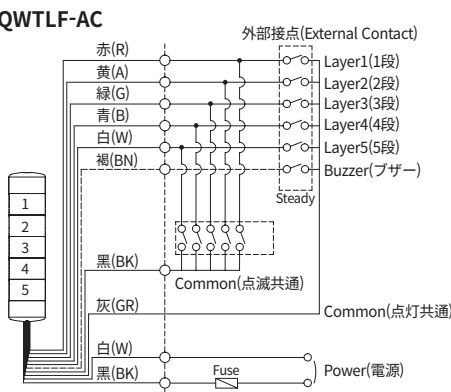 QWTLF-AC
外部接点(External Contact)
赤(R)
Layer1(1段)
黄(A)
Layer2(2段)
緑(G)
Layer3(3段)
青(B)
Layer4(4段)
白(W)
Layer5(5段)
褐(BN)
Buzzer(ブザー)
Steady
1
2
3
4
5
黒(BK)
Common(点滅共通)
灰(GR)
Common(点灯共通)
白(W)
Power(電源)
黒(BK)
Fuse